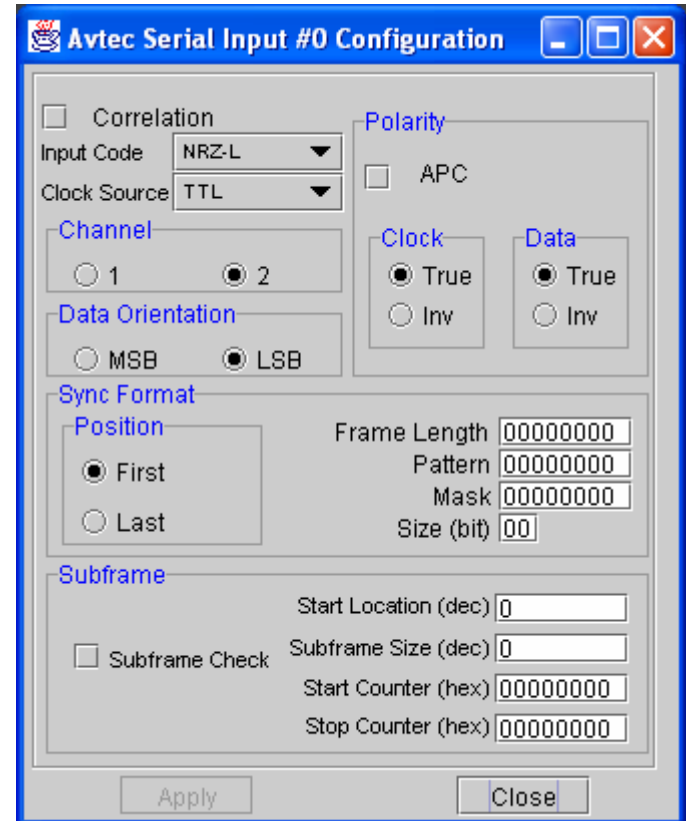 Avtec Serial Input #0 Configuration
Correlation
Input Code NRZ-L
Clock Source TTL
Channel
1 2
Data Orientation
MSB LSB
Polarity
APC
Clock
True
Inv
Data
True
Inv
Sync Format
Position
First
Last
Frame Length 00000000
Pattern 00000000
Mask 00000000
Size (bit) 00
Subframe
Subframe Check
Start Location (dec) 0
Subframe Size (dec) 0
Start Counter (hex) 00000000
Stop Counter (hex) 00000000
Apply Close